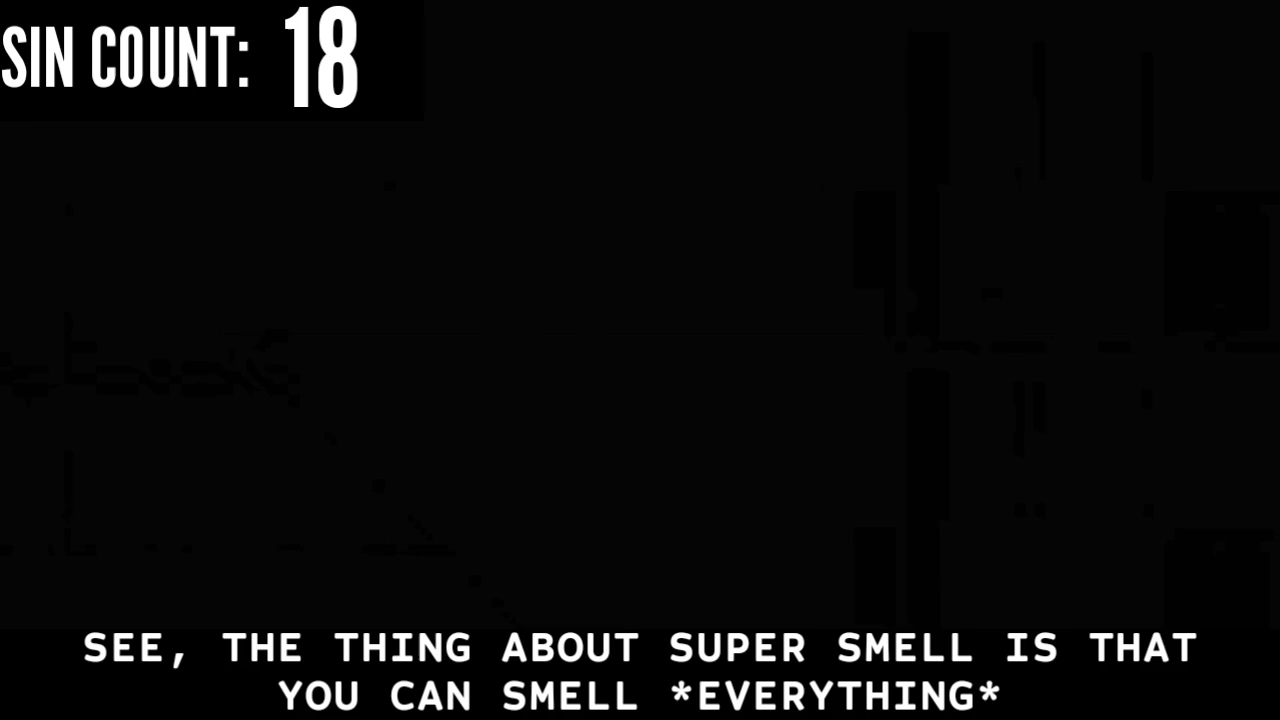 SIN COUNT: 18
SEE, THE THING ABOUT SUPER SMELL IS THAT
YOU CAN SMELL *EVERYTHING*